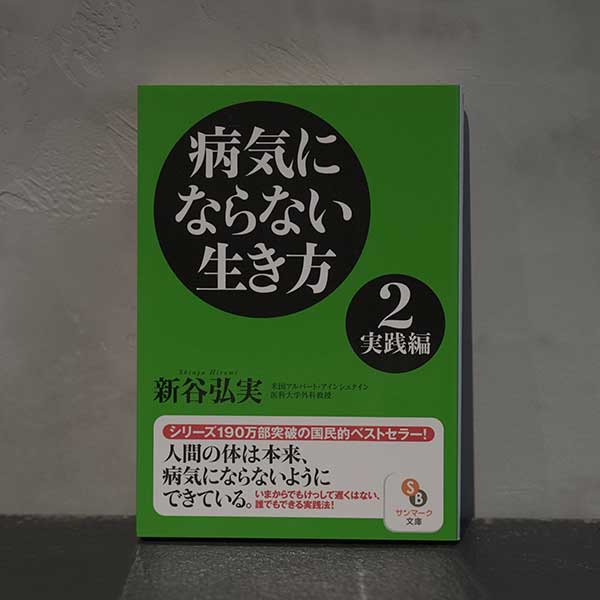 病気に
ならない
生き方
2
実践編
Shinya Hiromi
新谷弘実
米国アルバート・アインシュタイン
医科大学外科教授
シリーズ190万部突破の国民的ベストセラー!
人間の体は本来、
病気にならないように
できている。
いまからでもけっして遅くはない、
誰でもできる実践法!
SB
サンマーク
文庫